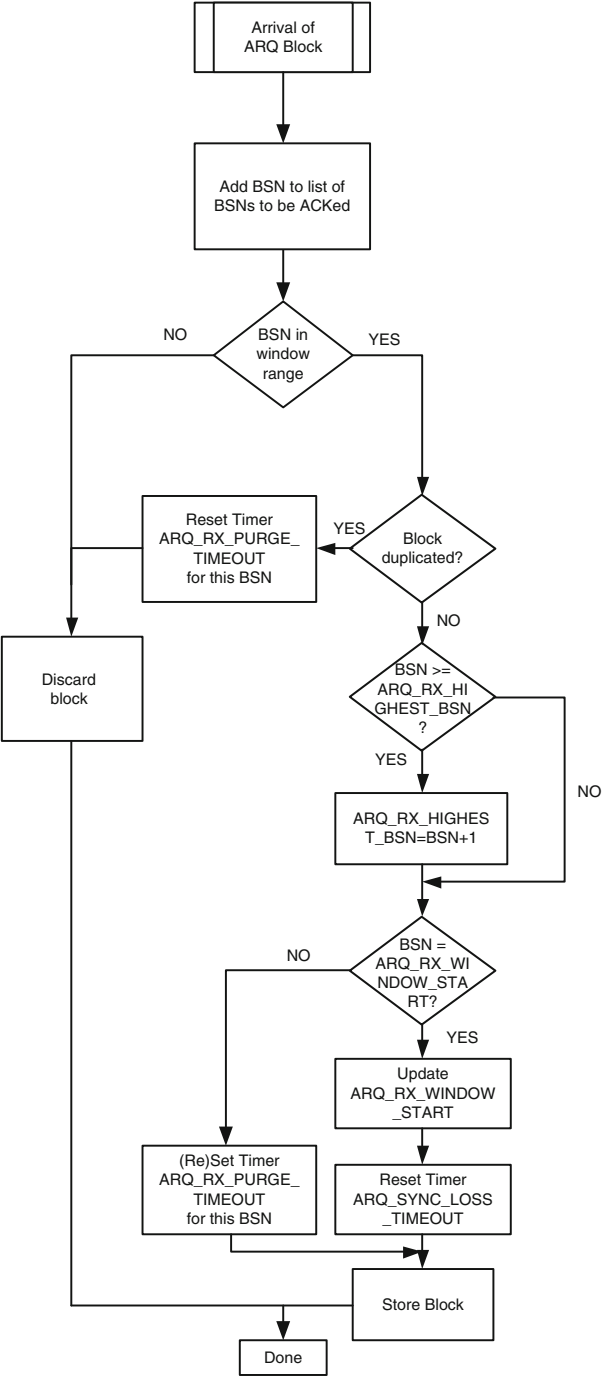 Arrival of
ARQ Block
Add BSN to list of
BSNs to be ACKed
NO
BSN in
window
range
YES
Reset Timer
ARQ_RX_PURGE_
TIMEOUT
for this BSN
YES
Block
duplicated?
NO
Discard
block
BSN >=
ARQ_RX_HI
GHEST_BSN
?
YES
NO
ARQ_RX_HIGHES
T_BSN=BSN+1
NO
BSN =
ARQ_RX_WI
NDOW_STA
RT?
YES
Update
ARQ_RX_WINDOW
_START
(Re)Set Timer
ARQ_RX_PURGE_
TIMEOUT
for this BSN
Reset Timer
ARQ_SYNC_LOSS
_TIMEOUT
Store Block
Done